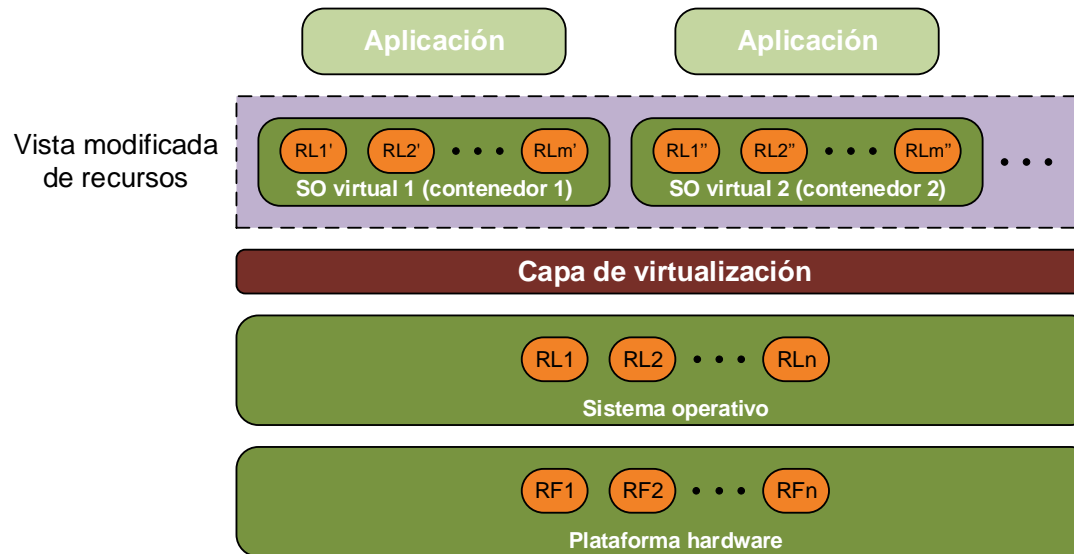 Aplicación Aplicación
Vista modificada
de recursos
RL1' RL2' • • • RLm' RL1" RL2" • • • RLm" • • •
SO virtual 1 (contenedor 1) SO virtual 2 (contenedor 2)
Capa de virtualización
RL1 RL2 • • • RLn
Sistema operativo
RF1 RF2 • • • RFn
Plataforma hardware